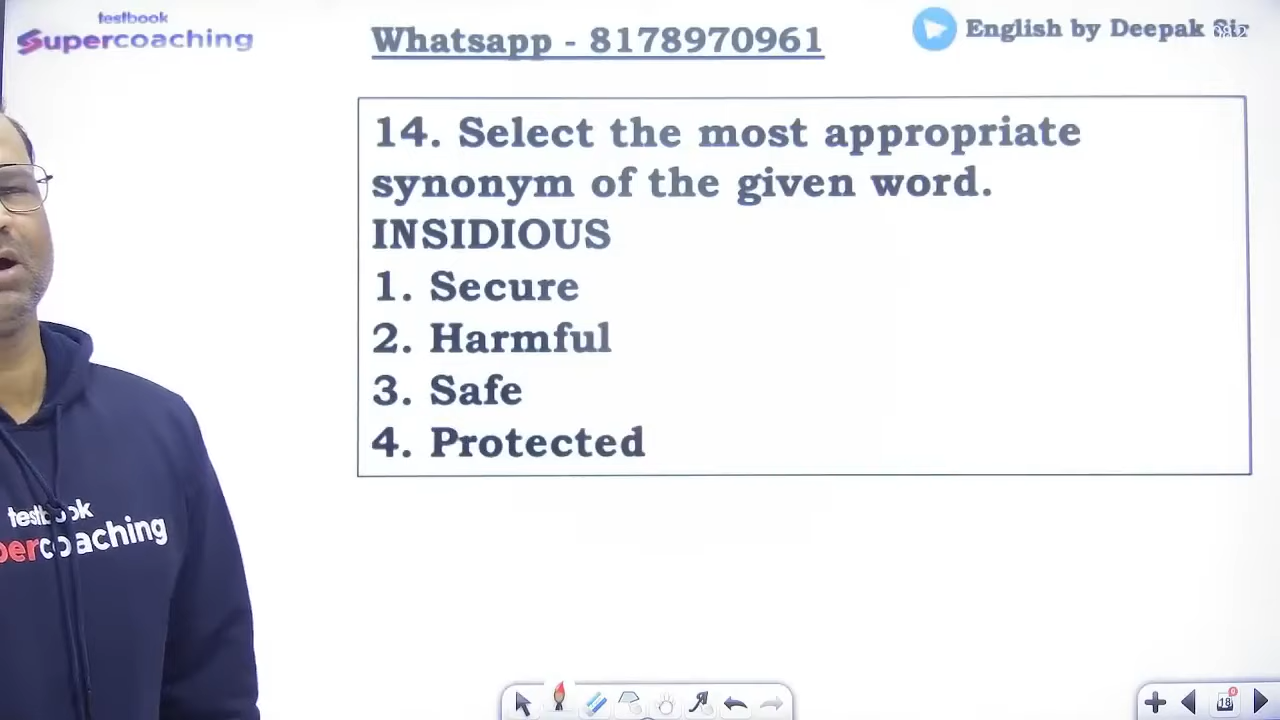 testbook
Supercoaching
Whatsapp - 8178970961
English by Deepak Sir
14. Select the most appropriate
synonym of the given word.
INSIDIOUS
1. Secure
2. Harmful
3. Safe
4. Protected
testbook
percoaching
18